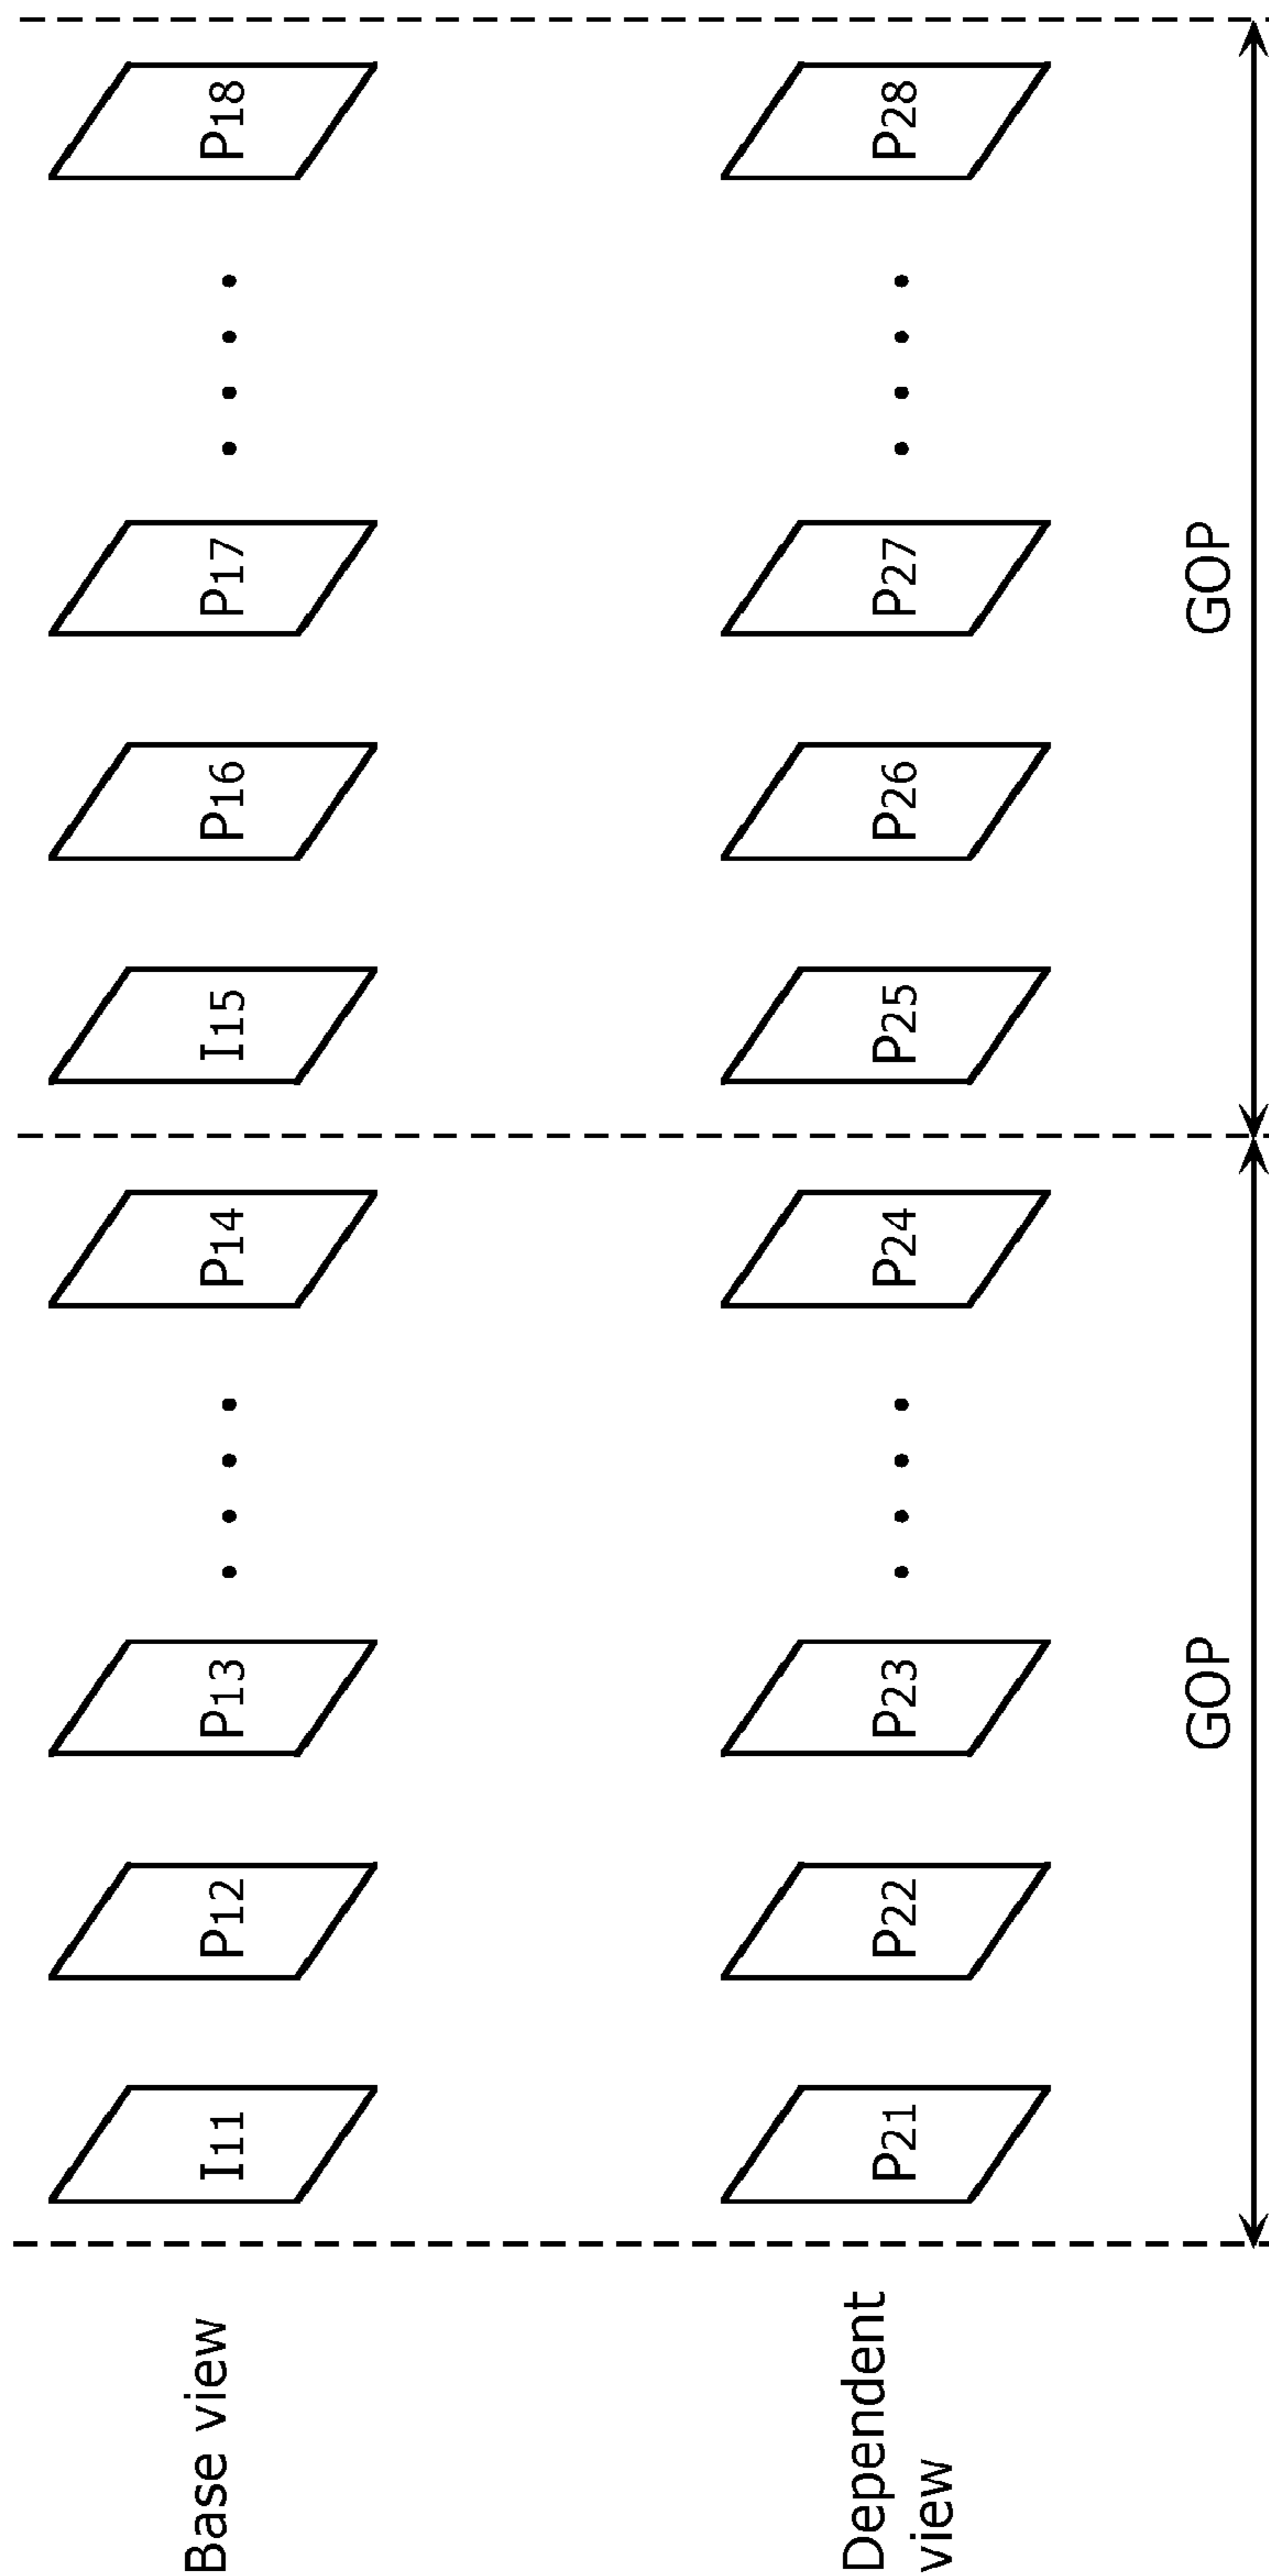 Base view
I11
P12
P13
P14
I15
P16
P17
P18
Dependent
view
P21
P22
P23
P24
P25
P26
P27
P28
GOP
GOP